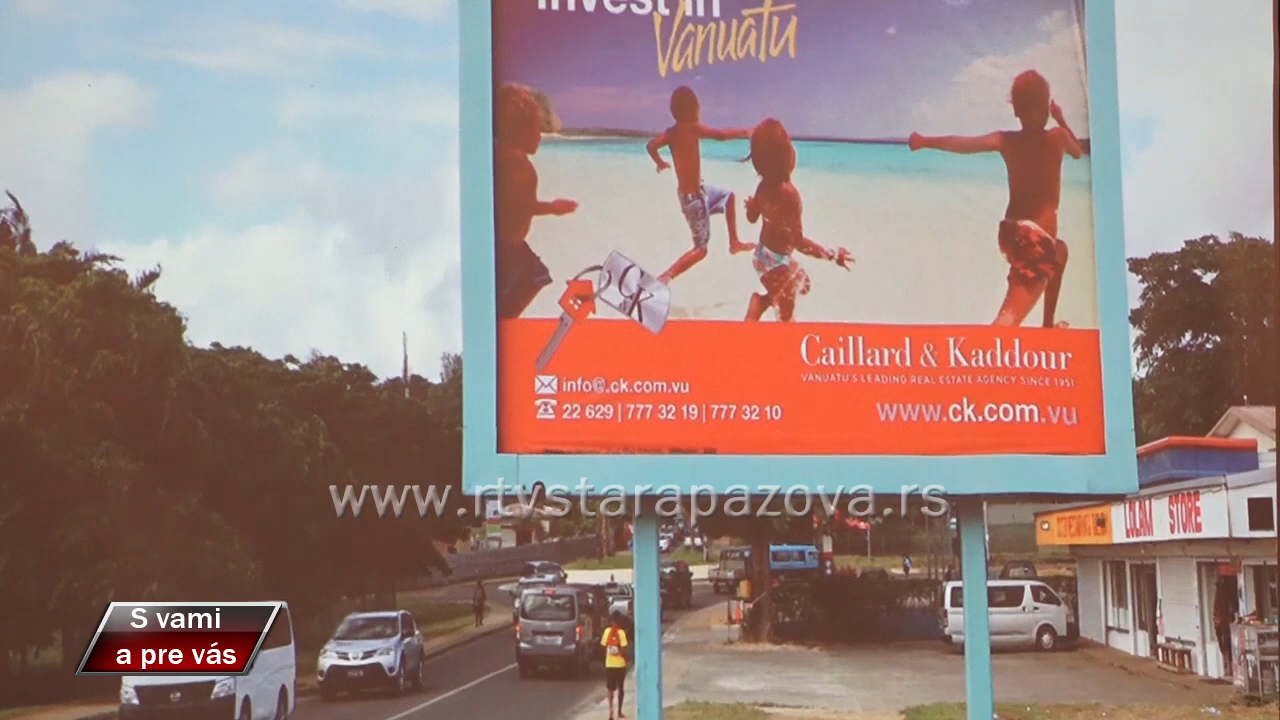 Invest in
Vanuatu
CK
Caillard & Kaddour
VANUATU'S LEADING REAL ESTATE AGENCY SINCE 1951
info@.ck.com.vu
22 629 | 777 32 19 | 777 32 10
www.ck.com.vu
www.rtvstarapazova.rs
LOLAM STORE
S vami
a pre vás